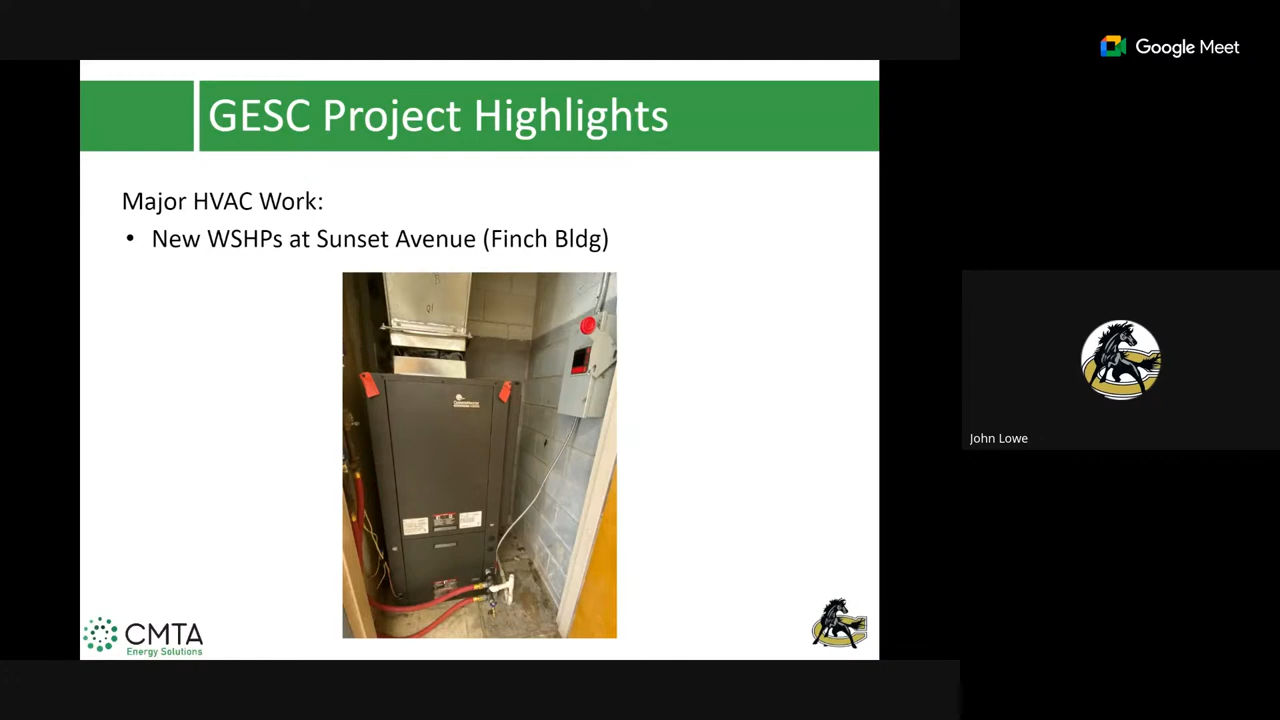 GESC Project Highlights
Google Meet
Major HVAC Work:
• New WSHPs at Sunset Avenue (Finch Bldg)
John Lowe
CMTA
Energy Solutions